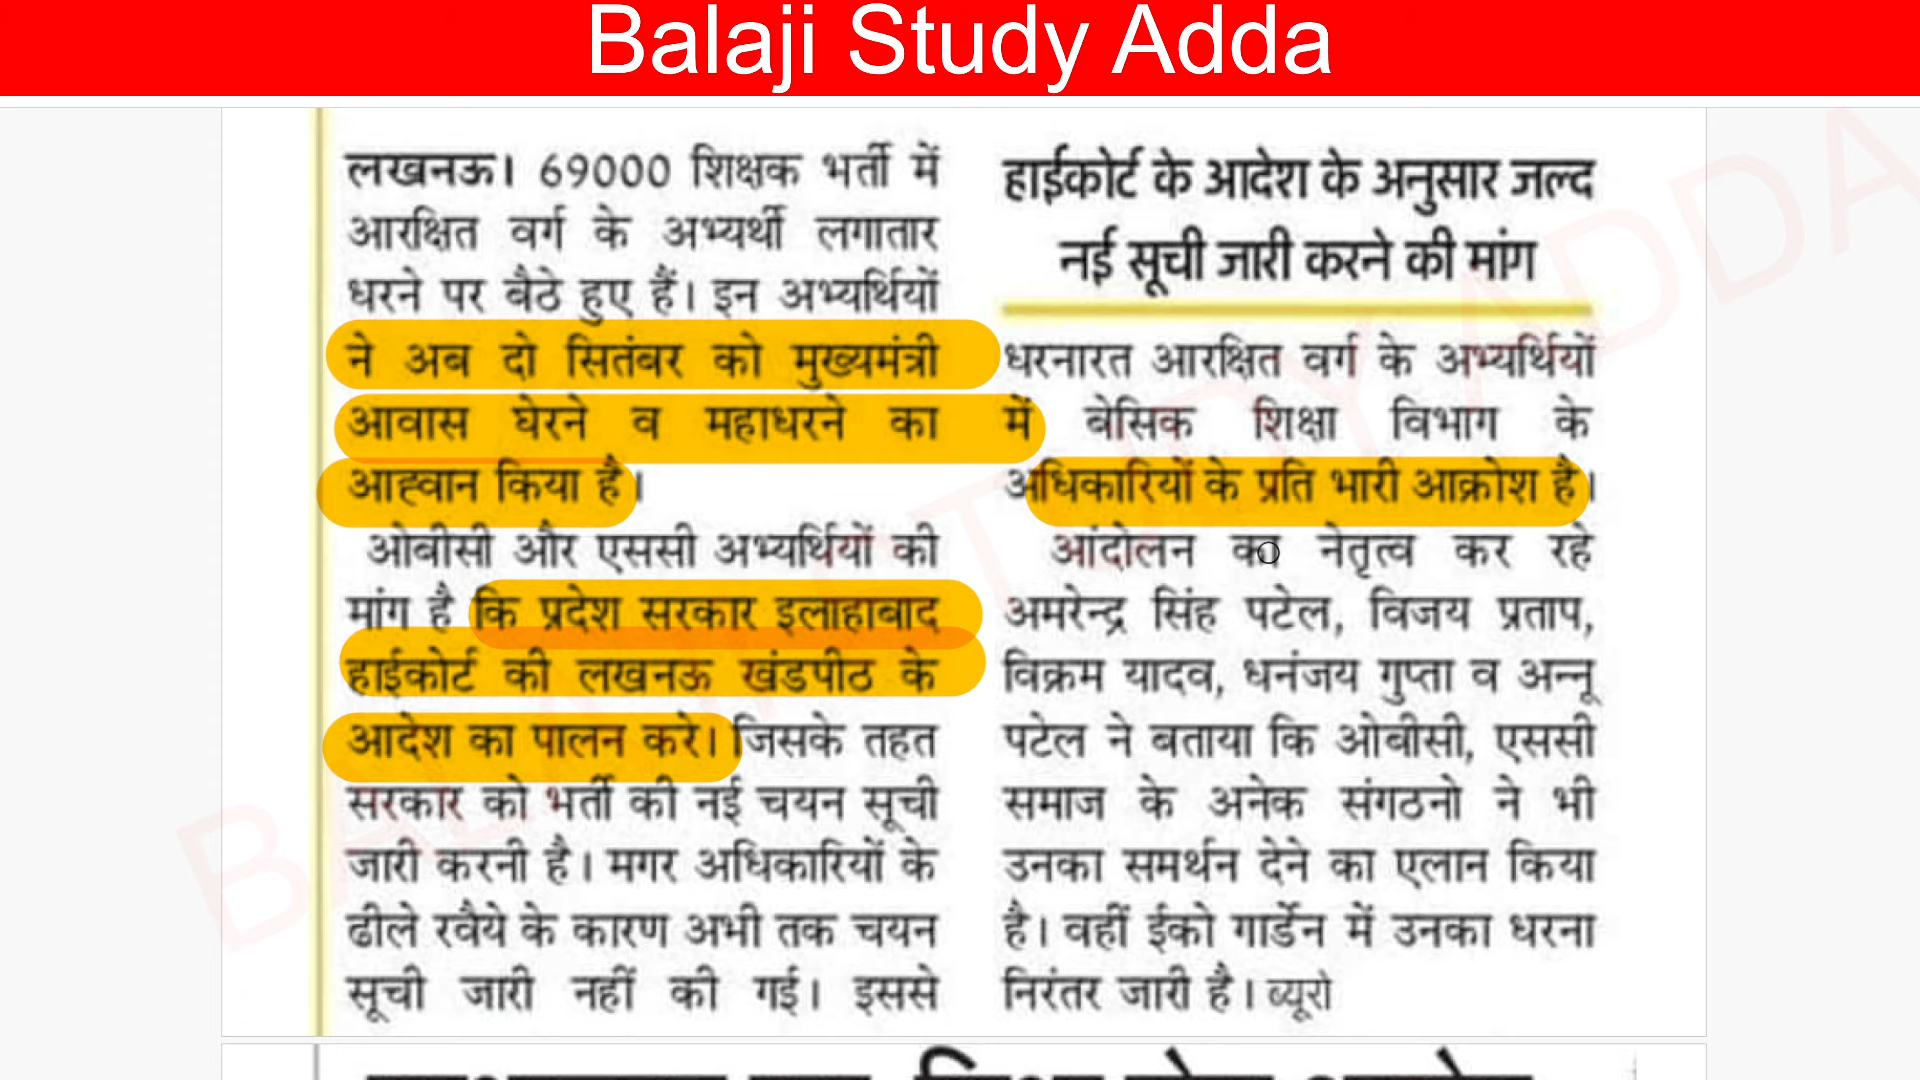 Balaji Study Adda
लखनऊ। 69000 शिक्षक भर्ती में
आरक्षित वर्ग के अभ्यर्थी लगातार
धरने पर बैठे हुए हैं। इन अभ्यर्थियों
ने अब दो सितंबर को मुख्यमंत्री
आवास घेरने व महाधरने का
आह्वान किया है।
ओबीसी और एससी अभ्यर्थियों की
मांग है कि प्रदेश सरकार इलाहाबाद
हाईकोर्ट की लखनऊ खंडपीठ के
आदेश का पालन करे। जिसके तहत
सरकार को भर्ती की नई चयन सूची
जारी करनी है। मगर अधिकारियों के
ढीले रवैये के कारण अभी तक चयन
सूची जारी नहीं की गई। इससे
हाईकोर्ट के आदेश के अनुसार जल्द
नई सूची जारी करने की मांग
धरनारत आरक्षित वर्ग के अभ्यर्थियों
में बेसिक शिक्षा विभाग के
अधिकारियों के प्रति भारी आक्रोश है।
आंदोलन का नेतृत्व कर रहे
अमरेन्द्र सिंह पटेल, विजय प्रताप,
विक्रम यादव, धनंजय गुप्ता व अन्नू
पटेल ने बताया कि ओबीसी, एससी
समाज के अनेक संगठनो ने भी
उनका समर्थन देने का एलान किया
है। वहीं ईको गार्डेन में उनका धरना
निरंतर जारी है। ब्यूरो
BALAJI STUDY ADDA